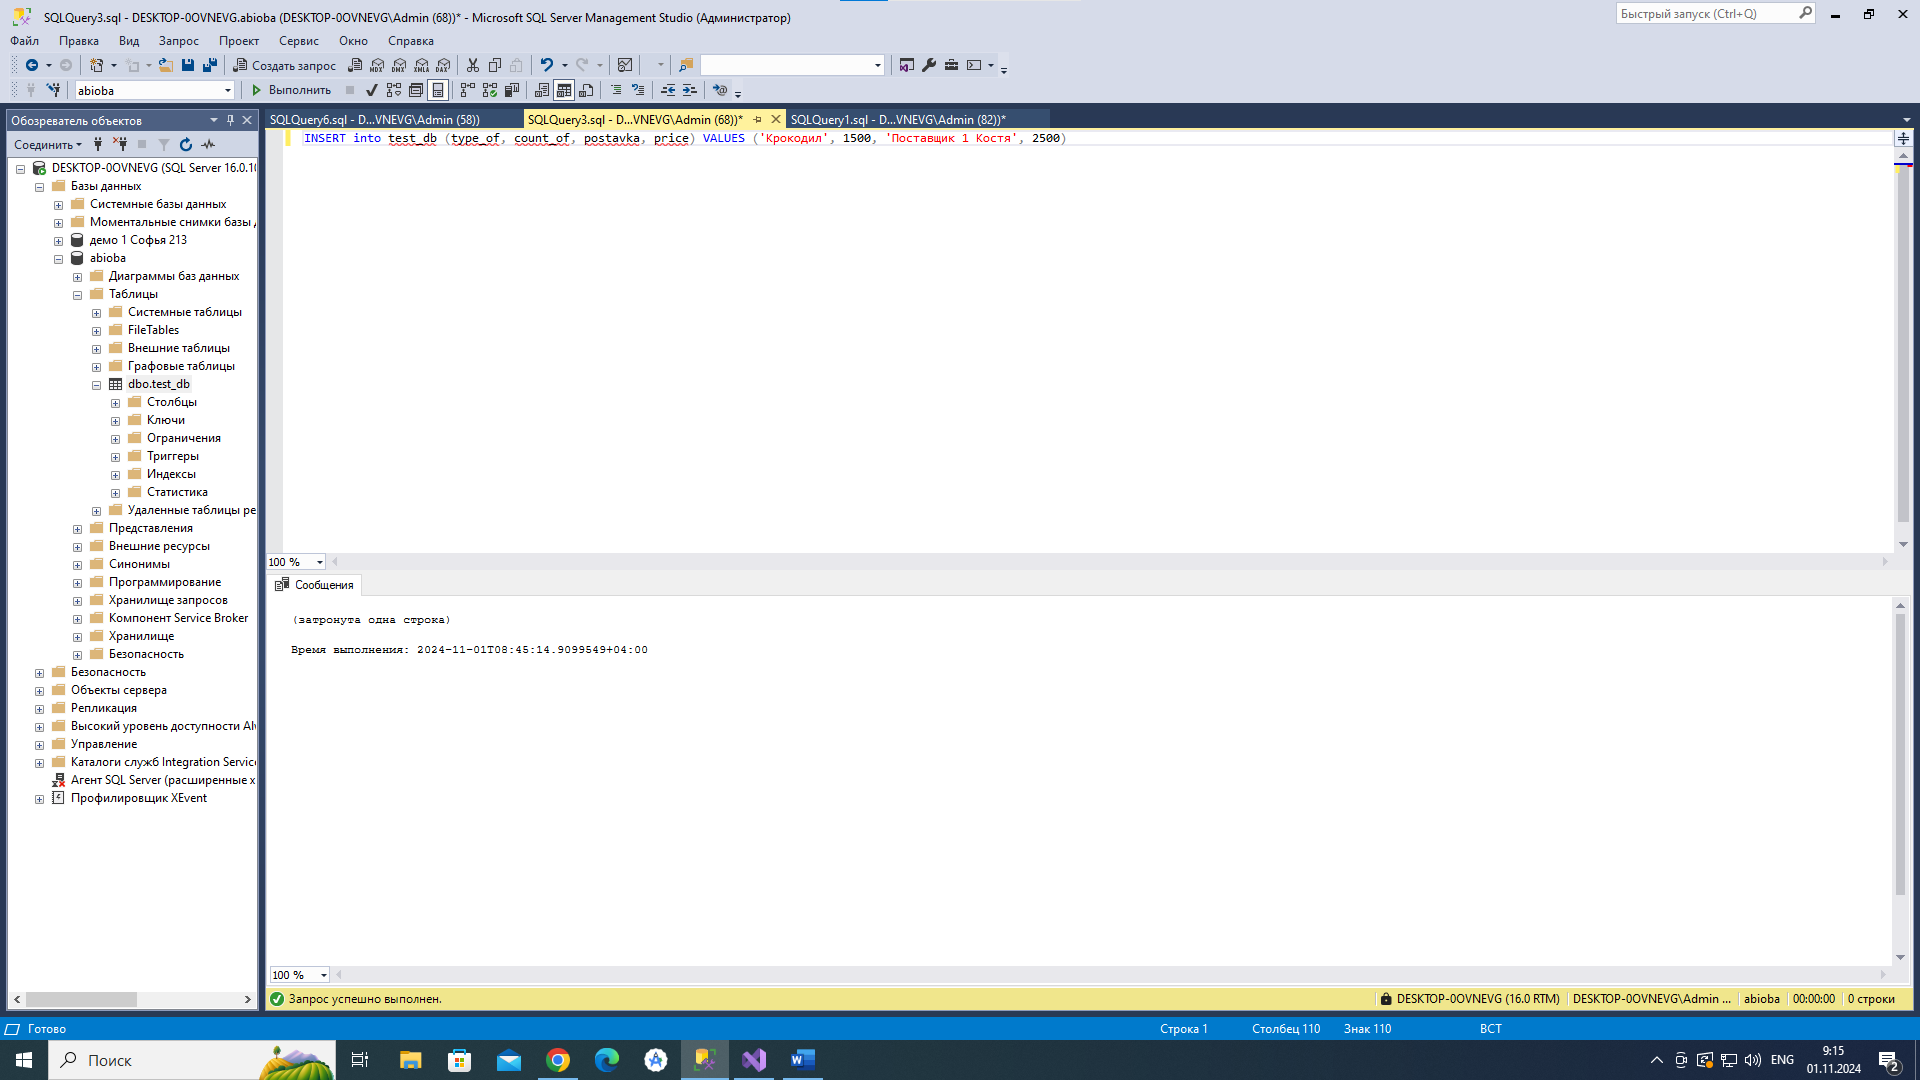 SQLQuery3.sql - DESKTOP-0OVNEVG.abioba (DESKTOP-0OVNEVG\Admin (68))* - Microsoft SQL Server Management Studio (Администратор)
Быстрый запуск (Ctrl+Q)
Файл Правка Вид Запрос Проект Сервис Окно Справка
Создать запрос MDX DMX XMLA DAX
abioba Выполнить
Обозреватель объектов
SQLQuery6.sql - D...VNEVG\Admin (58)) SQLQuery3.sql - D...VNEVG\Admin (68))* SQLQuery1.sql - D...VNEVG\Admin (82))*
Соединить
INSERT into test_db (type_of, count_of, postavka, price) VALUES ('Крокодил', 1500, 'Поставщик 1 Костя', 2500)
DESKTOP-0OVNEVG (SQL Server 16.0.10
Базы данных
Системные базы данных
Моментальные снимки базы
демо 1 Софья 213
abioba
Диаграммы баз данных
Таблицы
Системные таблицы
FileTables
Внешние таблицы
Графовые таблицы
dbo.test_db
Столбцы
Ключи
Ограничения
Триггеры
Индексы
Статистика
Удаленные таблицы ре
Представления
Внешние ресурсы
Синонимы
Программирование
Хранилище запросов
Компонент Service Broker
Хранилище
Безопасность
Безопасность
Объекты сервера
Репликация
Высокий уровень доступности Al
Управление
Каталоги служб Integration Servic
Агент SQL Server (расширенные х
Профилировщик XEvent
100 %
Сообщения
(затронута одна строка)
Время выполнения: 2024-11-01T08:45:14.9099549+04:00
100 %
Запрос успешно выполнен. DESKTOP-0OVNEVG (16.0 RTM) DESKTOP-0OVNEVG\Admin ... abioba 00:00:00 0 строки
Готово Строка 1 Столбец 110 Знак 110 ВСТ
Поиск
ENG
9:15
01.11.2024
2